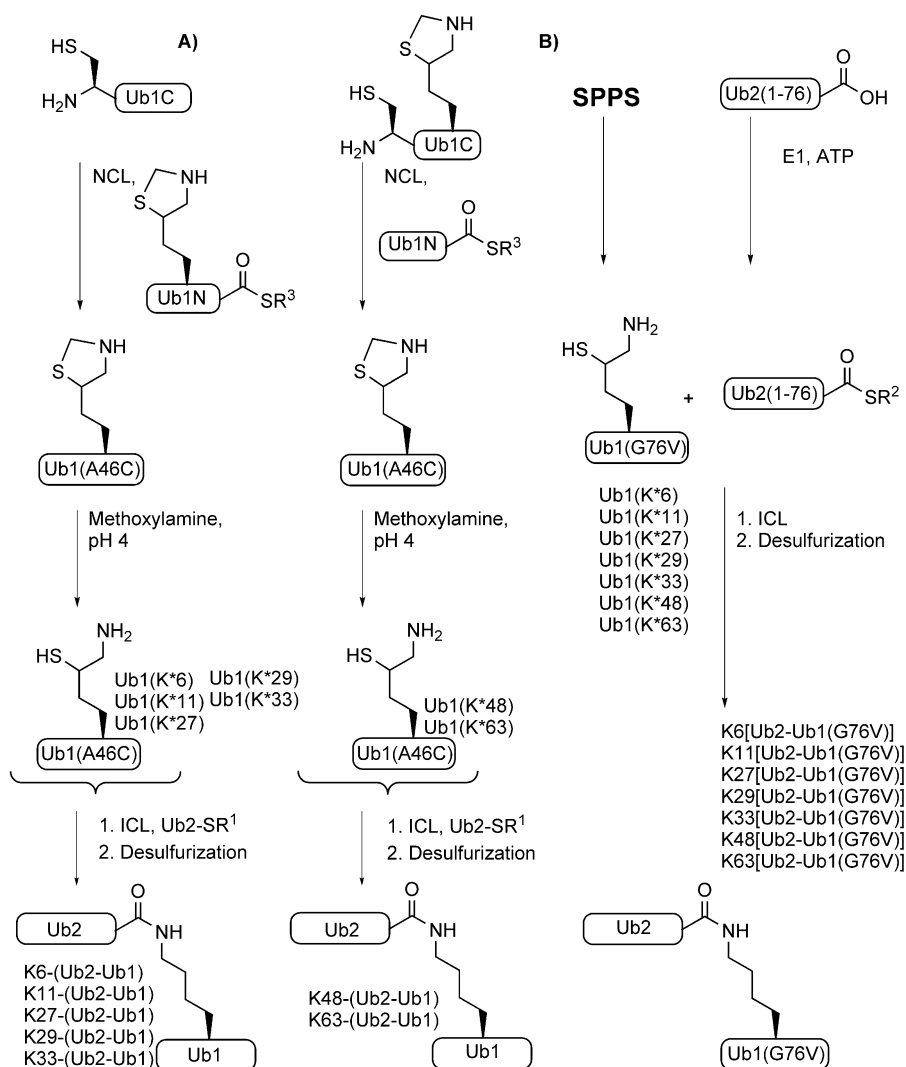 A)
HS
H2N
Ub1C
NCL,
NH
S
O
Ub1N
SR3
NH
S
Ub1(A46C)
Methoxylamine,
pH 4
NH2
HS
Ub1(K*6)
Ub1(K*11)
Ub1(K*27)
Ub1(K*29)
Ub1(K*33)
Ub1(A46C)
1. ICL, Ub2-SR1
2. Desulfurization
O
Ub2
NH
K6-(Ub2-Ub1)
K11-(Ub2-Ub1)
K27-(Ub2-Ub1)
K29-(Ub2-Ub1)
K33-(Ub2-Ub1)
Ub1
NH
S
HS
H2N
Ub1C
NCL,
O
Ub1N
SR3
NH
S
Ub1(A46C)
Methoxylamine,
pH 4
NH2
HS
Ub1(K*48)
Ub1(K*63)
Ub1(A46C)
1. ICL, Ub2-SR1
2. Desulfurization
O
Ub2
NH
K48-(Ub2-Ub1)
K63-(Ub2-Ub1)
Ub1
B)
SPPS
O
Ub2(1-76)
OH
E1, ATP
NH2
HS
Ub1(G76V)
+
O
Ub2(1-76)
SR2
Ub1(K*6)
Ub1(K*11)
Ub1(K*27)
Ub1(K*29)
Ub1(K*33)
Ub1(K*48)
Ub1(K*63)
1. ICL
2. Desulfurization
K6[Ub2-Ub1(G76V)]
K11[Ub2-Ub1(G76V)]
K27[Ub2-Ub1(G76V)]
K29[Ub2-Ub1(G76V)]
K33[Ub2-Ub1(G76V)]
K48[Ub2-Ub1(G76V)]
K63[Ub2-Ub1(G76V)]
O
Ub2
NH
Ub1(G76V)